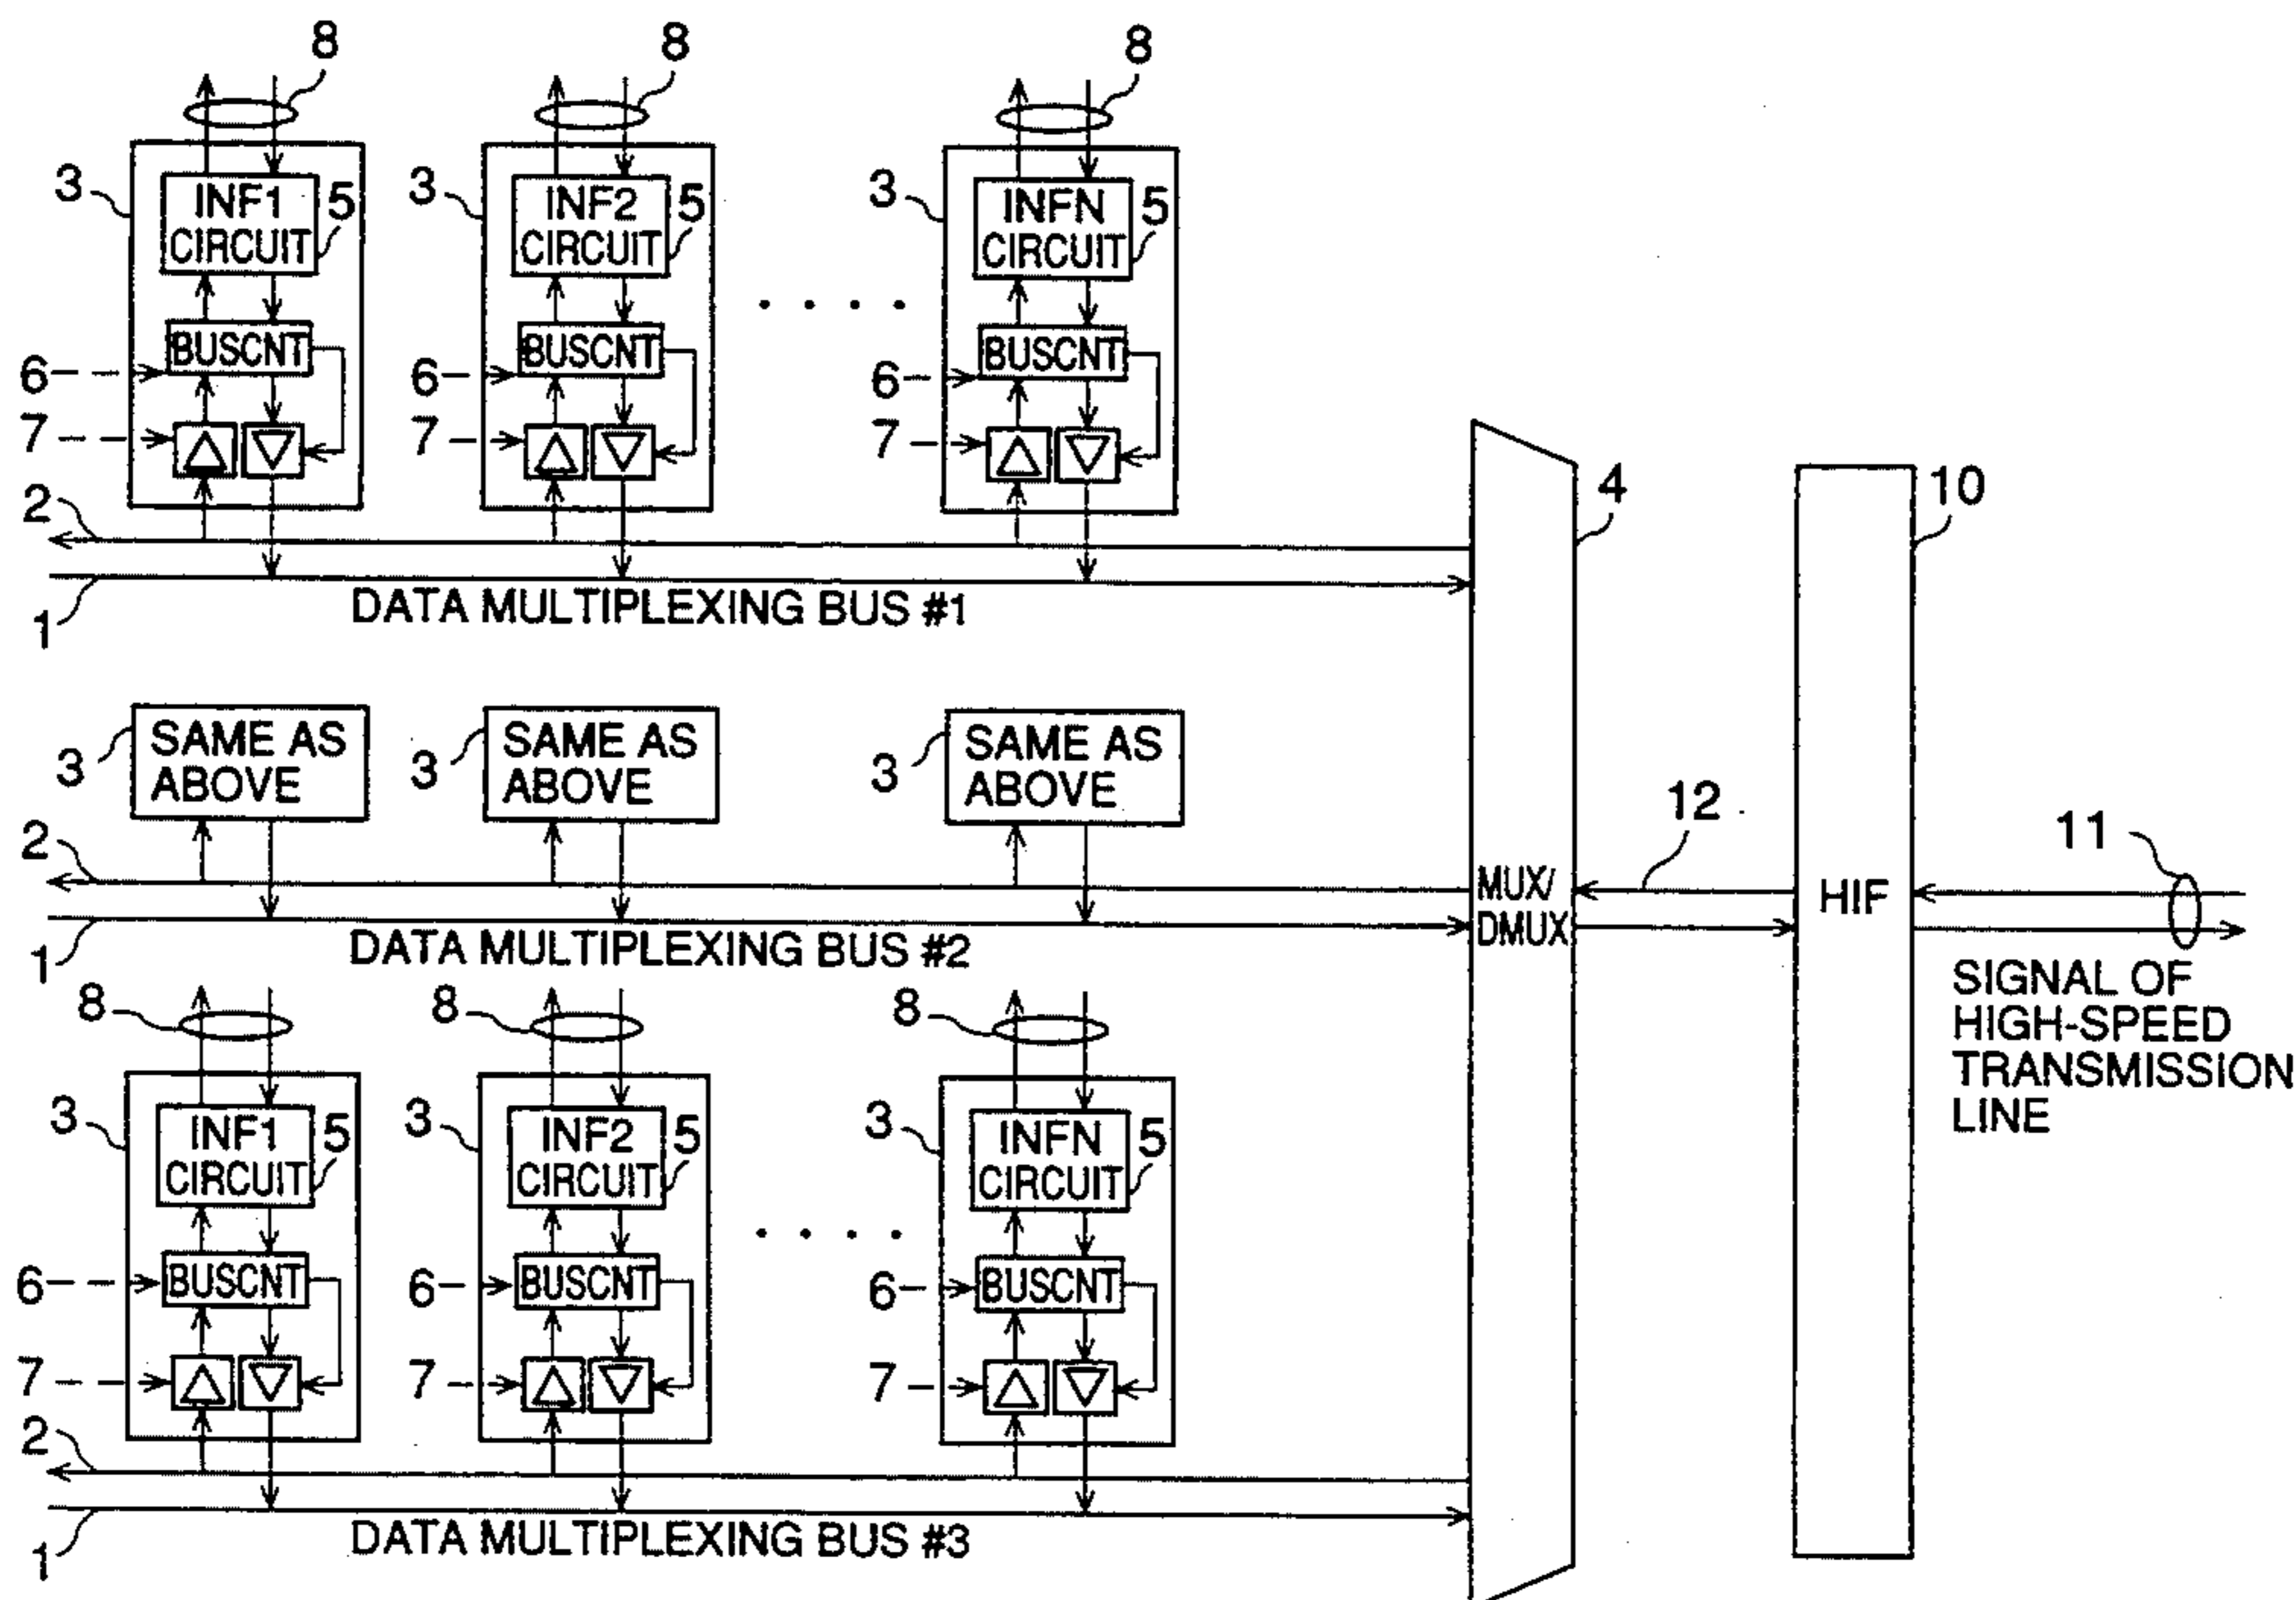 8 8 8
3 INF1 CIRCUIT 5 3 INF2 CIRCUIT 5 3 INFN CIRCUIT 5
. . . .
6 BUSCNT 6 BUSCNT 6 BUSCNT
7 7 7
2
1 DATA MULTIPLEXING BUS #1
4 10
3 SAME AS ABOVE 3 SAME AS ABOVE 3 SAME AS ABOVE
2
1 DATA MULTIPLEXING BUS #2
MUX/
DMUX
12
HIF
11
SIGNAL OF
HIGH-SPEED
TRANSMISSION
LINE
8 8 8
3 INF1 CIRCUIT 5 3 INF2 CIRCUIT 5 3 INFN CIRCUIT 5
. . . .
6 BUSCNT 6 BUSCNT 6 BUSCNT
7 7 7
2
1 DATA MULTIPLEXING BUS #3